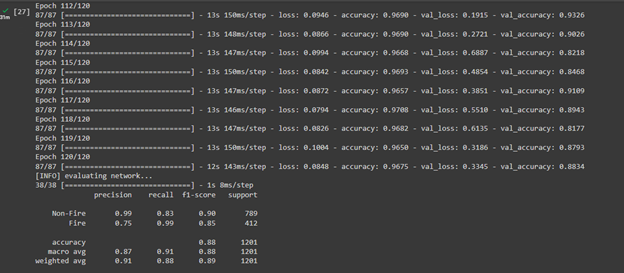 [27] Epoch 112/120
31m 87/87 [==============================] - 13s 150ms/step - loss: 0.0946 - accuracy: 0.9690 - val_loss: 0.1915 - val_accuracy: 0.9326
Epoch 113/120
87/87 [==============================] - 13s 148ms/step - loss: 0.0866 - accuracy: 0.9690 - val_loss: 0.2721 - val_accuracy: 0.9026
Epoch 114/120
87/87 [==============================] - 13s 147ms/step - loss: 0.0994 - accuracy: 0.9668 - val_loss: 0.6887 - val_accuracy: 0.8218
Epoch 115/120
87/87 [==============================] - 13s 150ms/step - loss: 0.0842 - accuracy: 0.9693 - val_loss: 0.4854 - val_accuracy: 0.8468
Epoch 116/120
87/87 [==============================] - 13s 147ms/step - loss: 0.0872 - accuracy: 0.9657 - val_loss: 0.3851 - val_accuracy: 0.9109
Epoch 117/120
87/87 [==============================] - 13s 146ms/step - loss: 0.0794 - accuracy: 0.9708 - val_loss: 0.5510 - val_accuracy: 0.8943
Epoch 118/120
87/87 [==============================] - 13s 147ms/step - loss: 0.0826 - accuracy: 0.9682 - val_loss: 0.6135 - val_accuracy: 0.8177
Epoch 119/120
87/87 [==============================] - 13s 150ms/step - loss: 0.1004 - accuracy: 0.9650 - val_loss: 0.3186 - val_accuracy: 0.8793
Epoch 120/120
87/87 [==============================] - 12s 143ms/step - loss: 0.0848 - accuracy: 0.9675 - val_loss: 0.3345 - val_accuracy: 0.8834
[INFO] evaluating network...
38/38 [==============================] - 1s 8ms/step
precision recall f1-score support
Non-Fire 0.99 0.83 0.90 789
Fire 0.75 0.99 0.85 412
accuracy 0.88 1201
macro avg 0.87 0.91 0.88 1201
weighted avg 0.91 0.88 0.89 1201